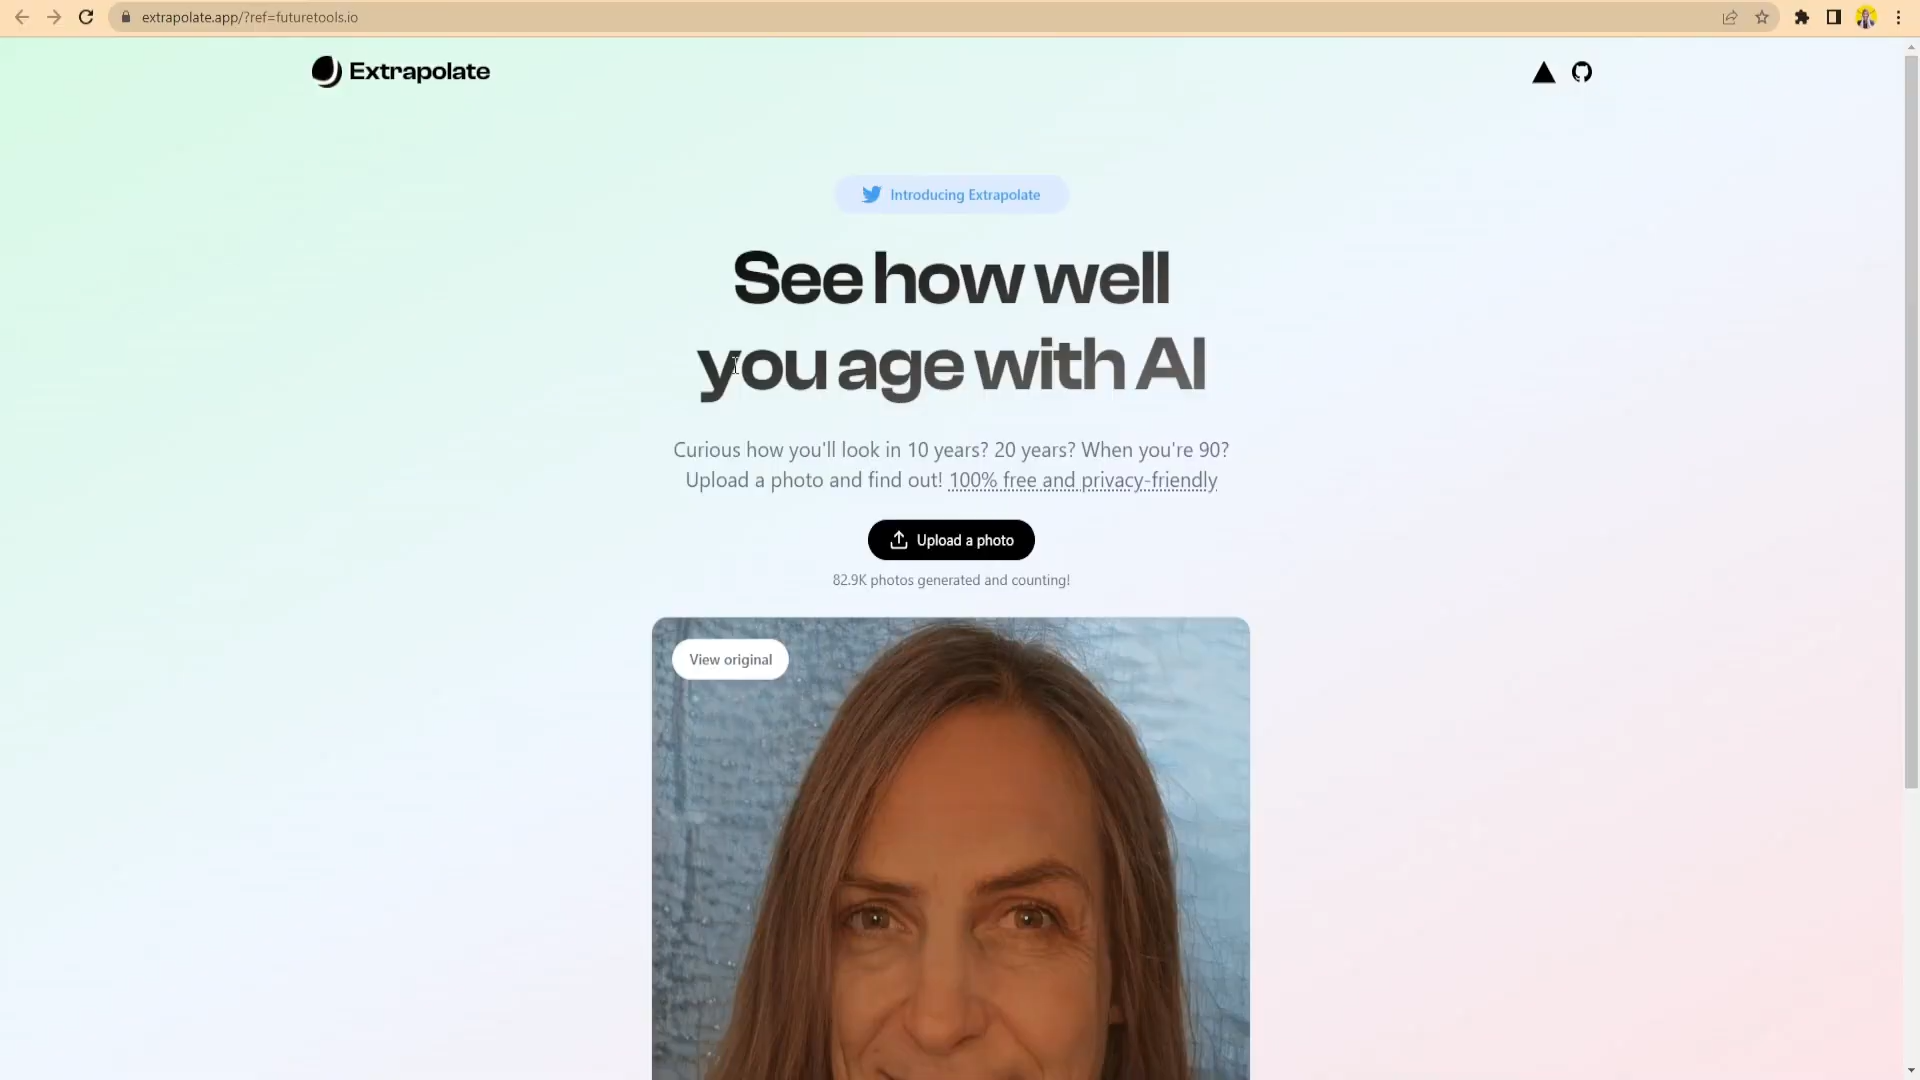 extrapolate.app/?ref=futuretools.io
Extrapolate
Introducing Extrapolate
See how well
you age with AI
Curious how you'll look in 10 years? 20 years? When you're 90?
Upload a photo and find out! 100% free and privacy-friendly
Upload a photo
82.9K photos generated and counting!
View original